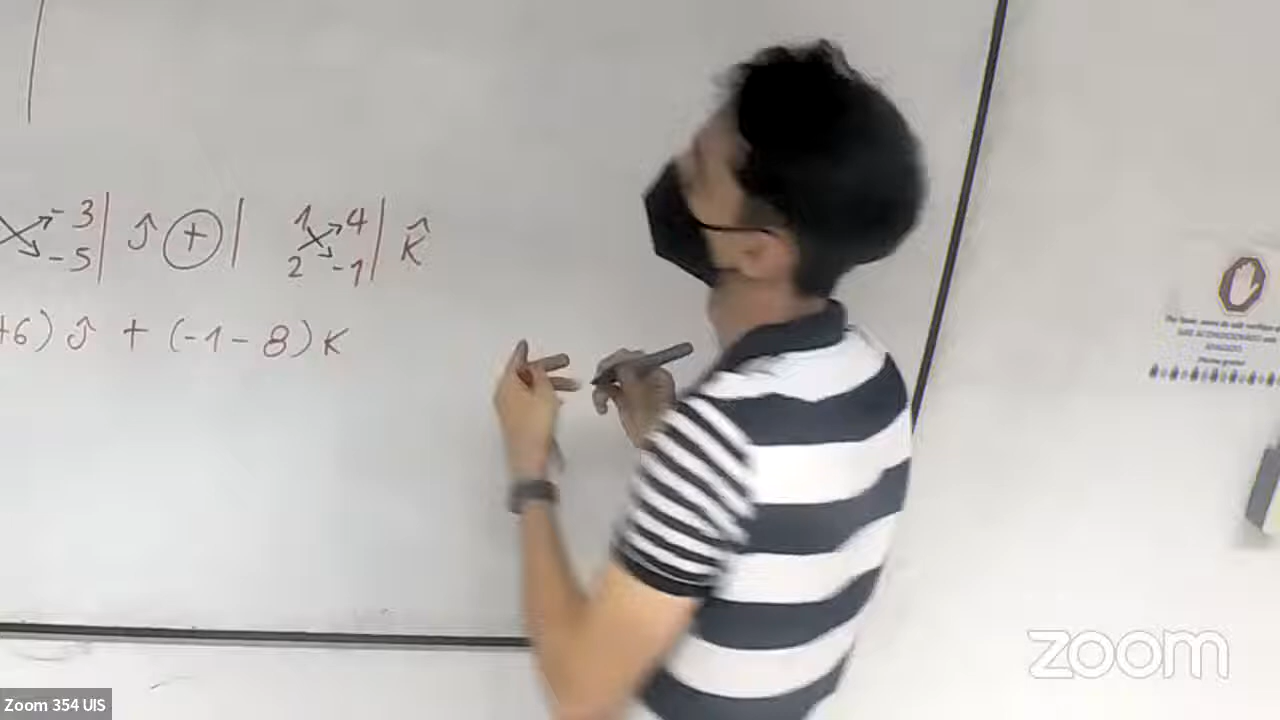 -3 | ĵ ⊕ | 1 4 | k̂
-5 2 -1
+6) ĵ + (-1-8) K
zoom
Zoom 354 UIS